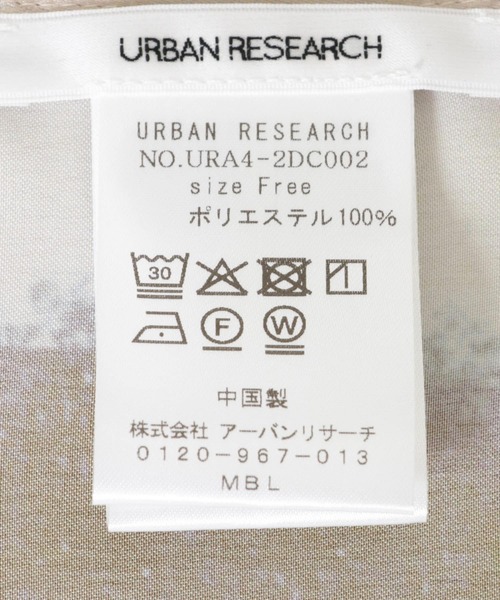 URBAN RESEARCH
URBAN RESEARCH
NO.URA4-2DC002
size Free
ポリエステル100%
30
F W
中国製
株式会社 アーバンリサーチ
0120-967-013
MBL